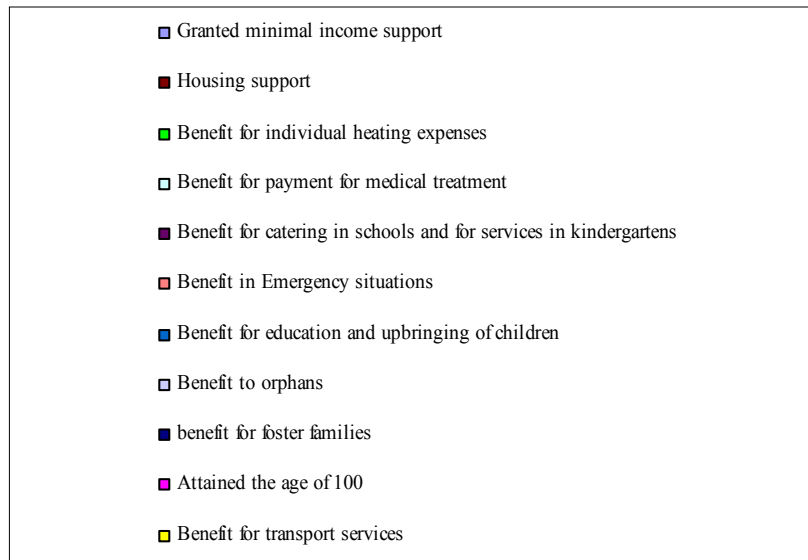 Granted minimal income support
Housing support
Benefit for individual heating expenses
Benefit for payment for medical treatment
Benefit for catering in schools and for services in kindergartens
Benefit in Emergency situations
Benefit for education and upbringing of children
Benefit to orphans
benefit for foster families
Attained the age of 100
Benefit for transport services